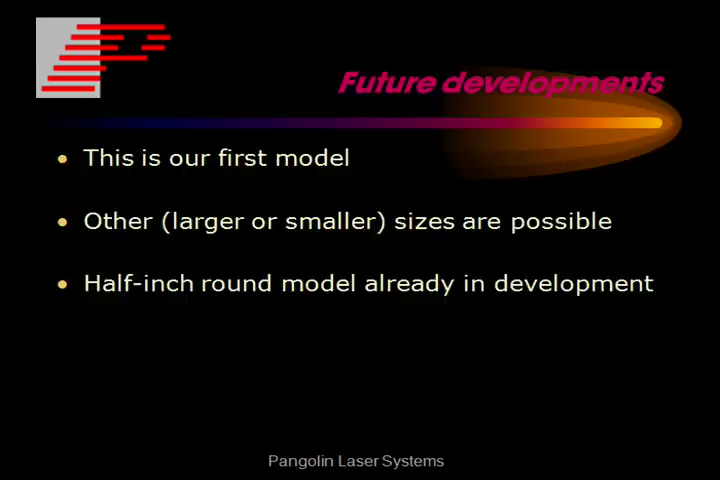 Future developments
• This is our first model
• Other (larger or smaller) sizes are possible
• Half-inch round model already in development
Pangolin Laser Systems